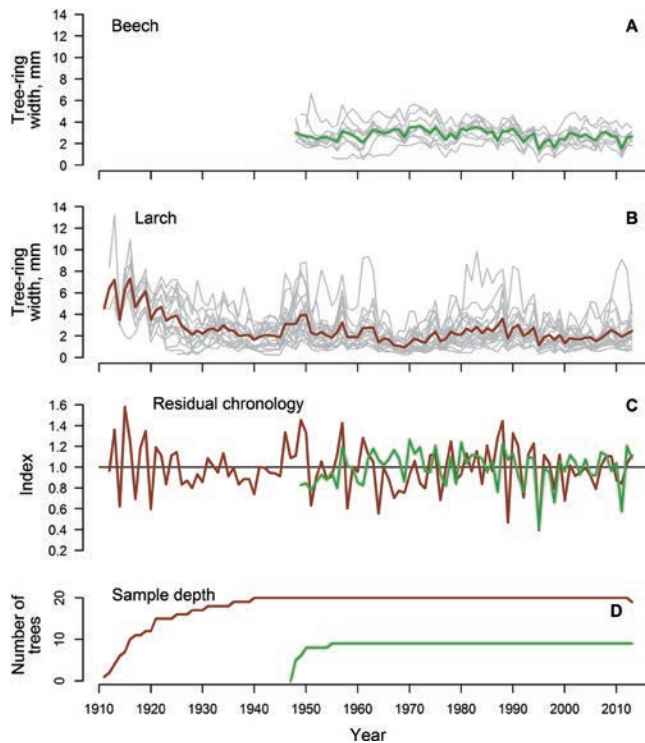 14
Beech
A
12
10
8
6
4
2
0
Tree-ring
width, mm
14
Larch
B
12
10
8
6
4
2
0
Tree-ring
width, mm
1.6
Residual chronology
C
1.4
1.2
1.0
0.8
0.6
0.4
0.2
Index
Sample depth
D
20
10
0
Number of
trees
1910 1920 1930 1940 1950 1960 1970 1980 1990 2000 2010
Year